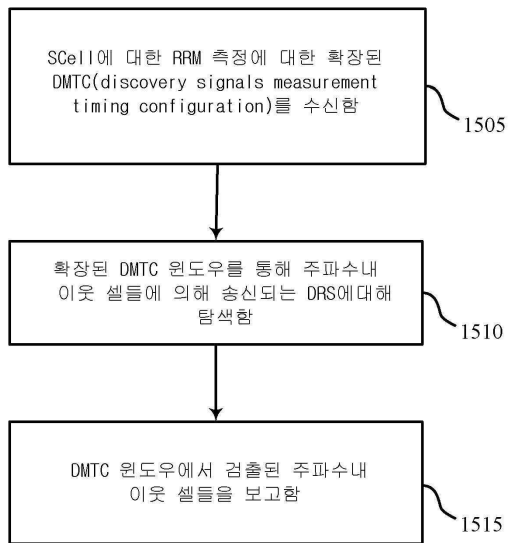 SCell에 대한 RRM 측정에 대한 확장된
DMTC(discovery signals measurement
timing configuration)를 수신함
1505
확장된 DMTC 윈도우를 통해 주파수내
이웃 셀들에 의해 송신되는 DRS에대해
탐색함
1510
DMTC 윈도우에서 검출된 주파수내
이웃 셀들을 보고함
1515